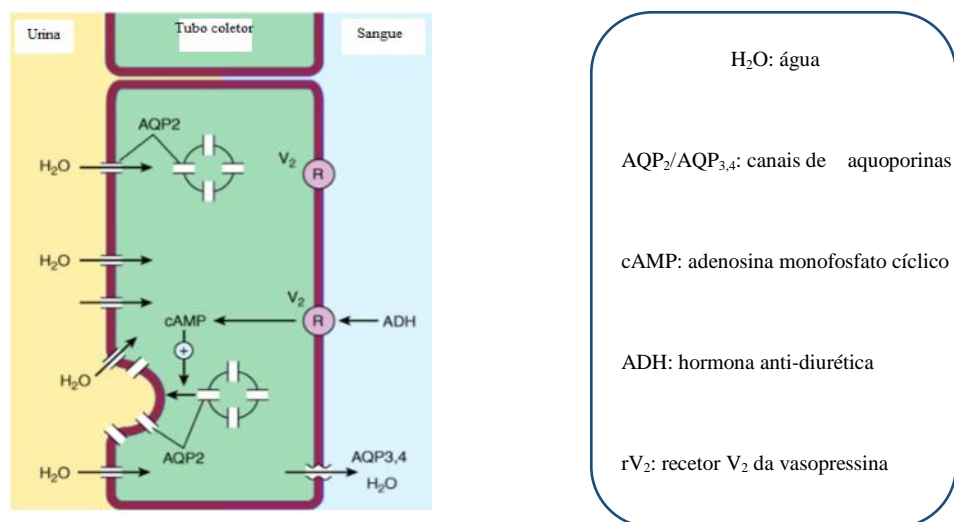 Urina
Tubo coletor
Sangue
AQP2
H₂O
V₂
R
H₂O
V₂
cAMP
R
ADH
+
H₂O
AQP2
AQP3,4
H₂O
H₂O
H₂O: água
AQP₂/AQP₃,₄: canais de aquoporinas
cAMP: adenosina monofosfato cíclico
ADH: hormona anti-diurética
rV₂: recetor V₂ da vasopressina